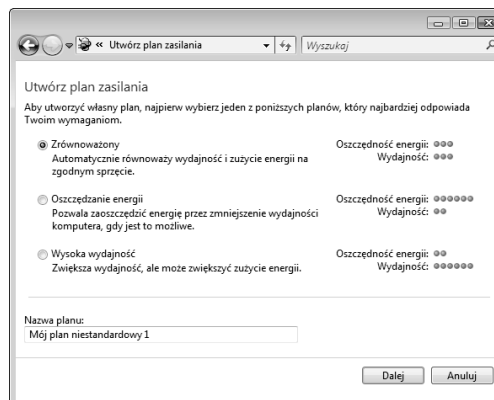 « Utwórz plan zasilania
Wyszukaj
Utwórz plan zasilania
Aby utworzyć własny plan, najpierw wybierz jeden z poniższych planów, który najbardziej odpowiada
Twoim wymaganiom.
Zrównoważony
Oszczędność energii:
Automatycznie równoważy wydajność i zużycie energii na
Wydajność:
zgodnym sprzęcie.
Oszczędzanie energii
Oszczędność energii:
Pozwala zaoszczędzić energię przez zmniejszenie wydajności
Wydajność:
komputera, gdy jest to możliwe.
Wysoka wydajność
Oszczędność energii:
Zwiększa wydajność, ale może zwiększyć zużycie energii.
Wydajność:
Nazwa planu:
Mój plan niestandardowy 1
Dalej
Anuluj